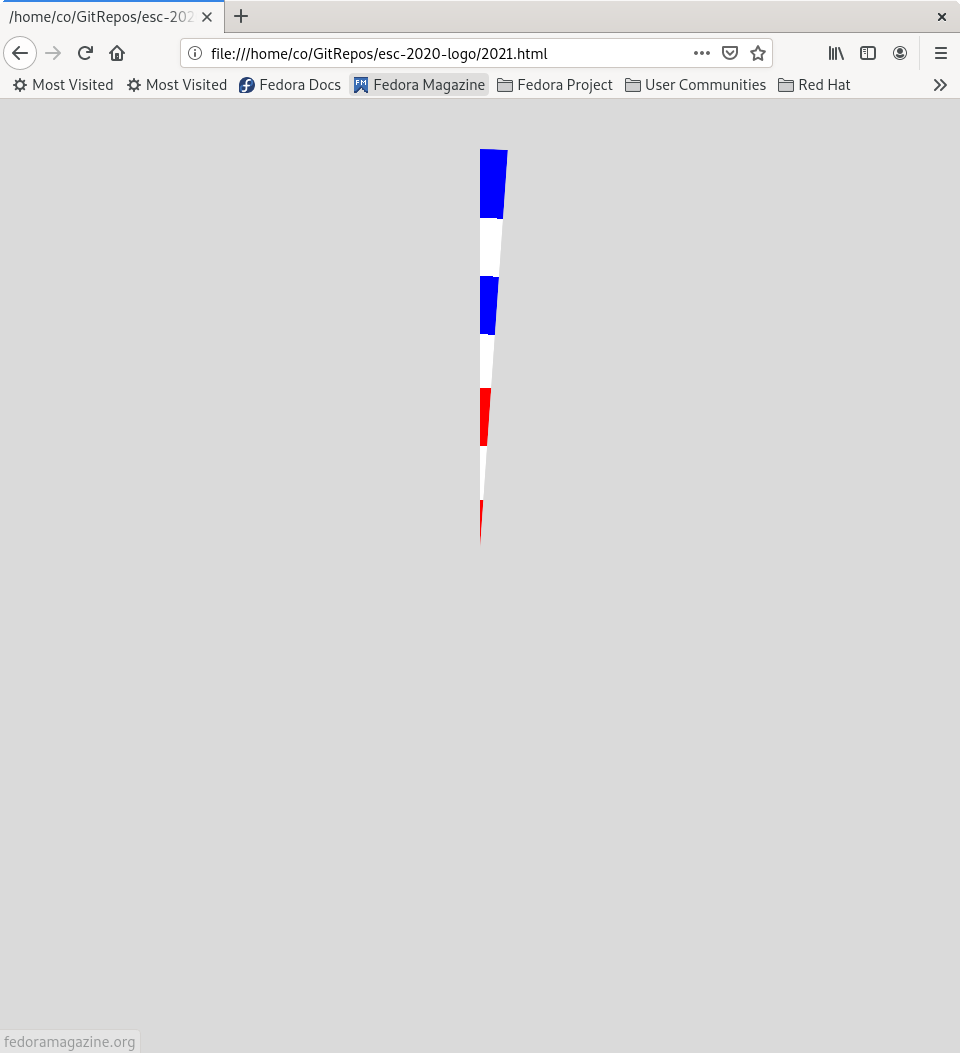 /home/co/GitRepos/esc-202
file:///home/co/GitRepos/esc-2020-logo/2021.html
Most Visited Most Visited Fedora Docs Fedora Magazine Fedora Project User Communities Red Hat
fedoramagazine.org